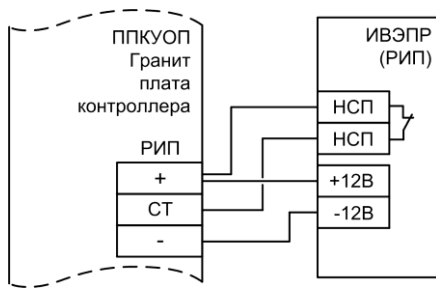 ППКУОП
Гранит
плата
контроллера
РИП
+
СТ
-
ИВЭПР
(РИП)
НСП
НСП
+12В
-12В